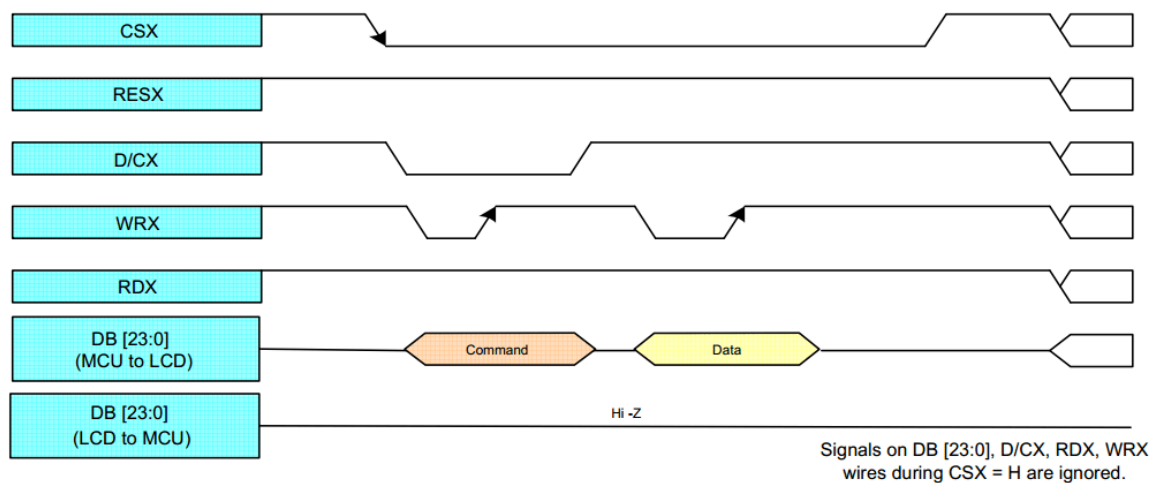 CSX
RESX
D/CX
WRX
RDX
DB [23:0]
(MCU to LCD)
Command
Data
DB [23:0]
(LCD to MCU)
Hi -Z
Signals on DB [23:0], D/CX, RDX, WRX
wires during CSX = H are ignored.